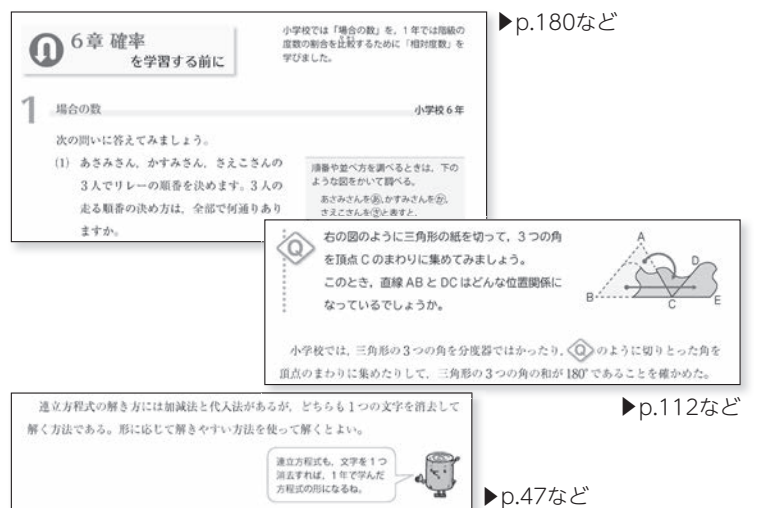 6章 確率
を学習する前に
小学校では「場合の数」を，1年では階級の
度数の割合を比較するために「相対度数」を
学びました。
▶p.180など
1 場合の数
小学校6年
次の問いに答えてみましょう。
(1) あさみさん，かすみさん，さえこさんの
3人でリレーの順番を決めます。3人の
走る順番の決め方は，全部で何通りあり
ますか。
順番や並べ方を調べるときは，下の
ような図をかいて調べる。
あさみさんをあ，かすみさんをか，
さえこさんをさと表すと，
Q
右の図のように三角形の紙を切って，3つの角
を頂点Cのまわりに集めてみましょう。
このとき，直線ABとDCはどんな位置関係に
なっているでしょうか。
A
D
B
C
E
小学校では，三角形の3つの角を分度器ではかったり，Qのように切りとった角を
頂点のまわりに集めたりして，三角形の3つの角の和が180°であることを確かめた。
▶p.112など
連立方程式の解き方には加減法と代入法があるが，どちらも1つの文字を消去して
解く方法である。形に応じて解きやすい方法を使って解くとよい。
連立方程式も，文字を1つ
消去すれば，1年で学んだ
方程式の形になるね。
▶p.47など